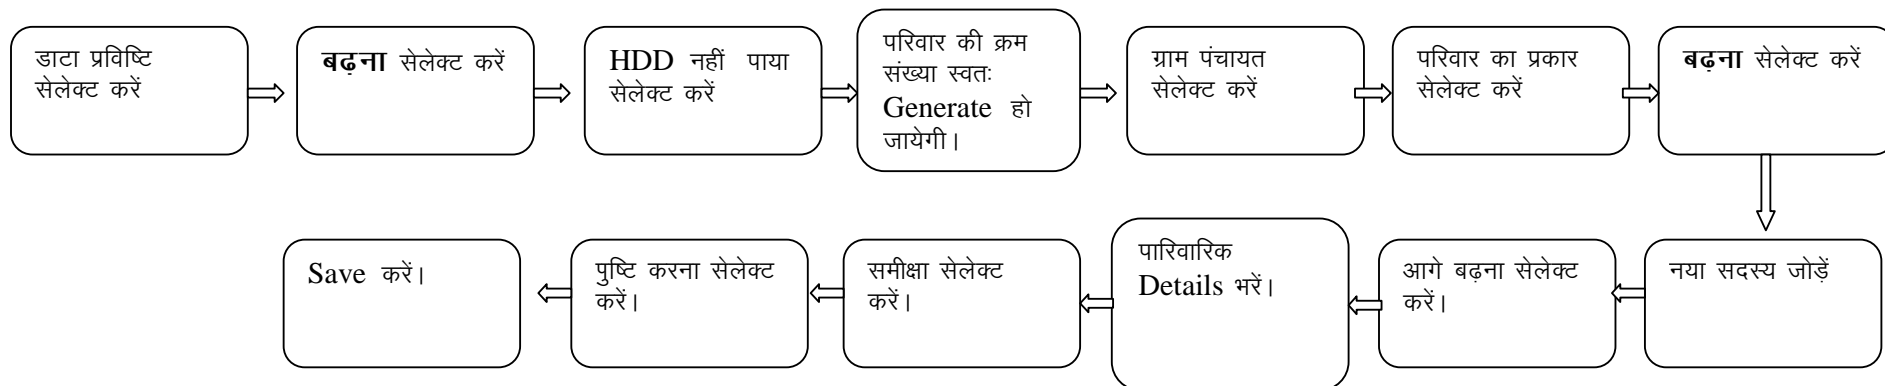 डाटा प्रविष्टि
सेलेक्ट करें
बढ़ना सेलेक्ट करें
HDD नहीं पाया
सेलेक्ट करें
परिवार की क्रम
संख्या स्वतः
Generate हो
जायेगी।
ग्राम पंचायत
सेलेक्ट करें
परिवार का प्रकार
सेलेक्ट करें
बढ़ना सेलेक्ट करें
नया सदस्य जोड़ें
आगे बढ़ना सेलेक्ट
करें।
पारिवारिक
Details भरें।
समीक्षा सेलेक्ट
करें।
पुष्टि करना सेलेक्ट
करें।
Save करें।